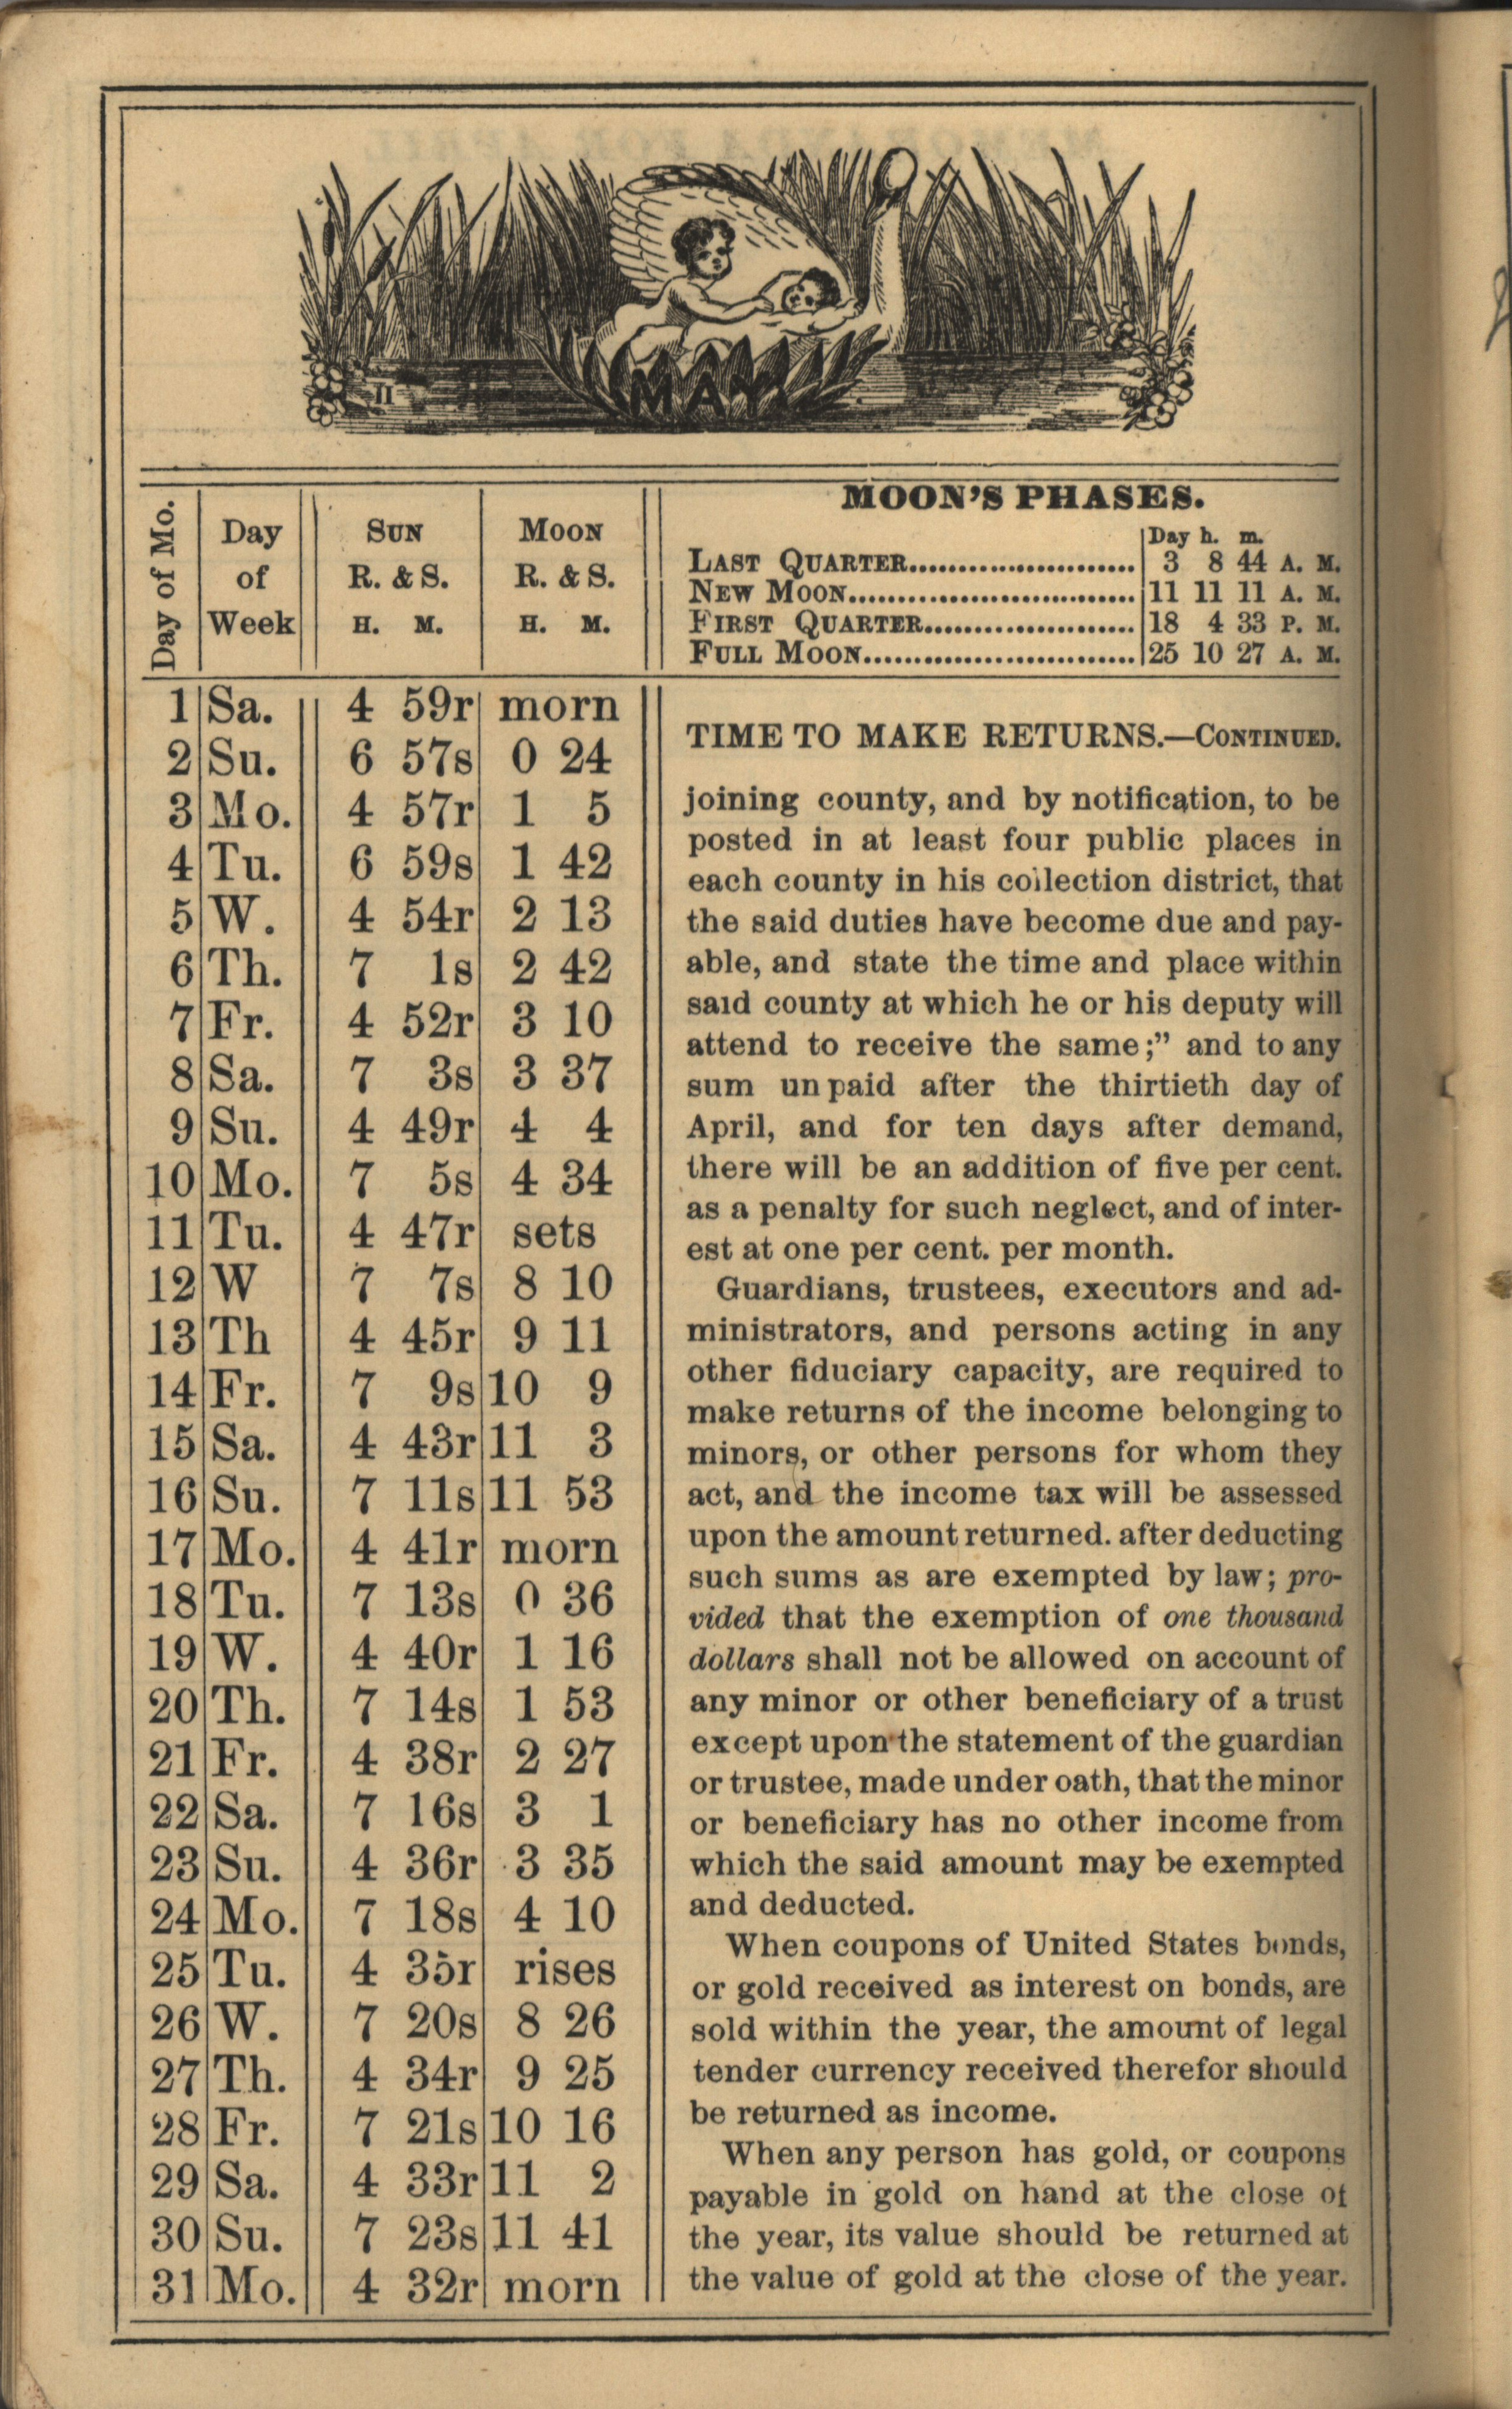 II
MAY.
Day of Mo.
Day
of
Week
SUN
R. & S.
H. M.
MOON
R. & S.
H. M.
MOON'S PHASES.
Day h. m.
LAST QUARTER....................... 3 8 44 A. M.
NEW MOON............................. 11 11 11 A. M.
FIRST QUARTER...................... 18 4 33 P. M.
FULL MOON............................ 25 10 27 A. M.
1 Sa. 4 59r morn
2 Su. 6 57s 0 24
3 Mo. 4 57r 1 5
4 Tu. 6 59s 1 42
5 W. 4 54r 2 13
6 Th. 7 1s 2 42
7 Fr. 4 52r 3 10
8 Sa. 7 3s 3 37
9 Su. 4 49r 4 4
10 Mo. 7 5s 4 34
11 Tu. 4 47r sets
12 W 7 7s 8 10
13 Th 4 45r 9 11
14 Fr. 7 9s 10 9
15 Sa. 4 43r 11 3
16 Su. 7 11s 11 53
17 Mo. 4 41r morn
18 Tu. 7 13s 0 36
19 W. 4 40r 1 16
20 Th. 7 14s 1 53
21 Fr. 4 38r 2 27
22 Sa. 7 16s 3 1
23 Su. 4 36r 3 35
24 Mo. 7 18s 4 10
25 Tu. 4 35r rises
26 W. 7 20s 8 26
27 Th. 4 34r 9 25
28 Fr. 7 21s 10 16
29 Sa. 4 33r 11 2
30 Su. 7 23s 11 41
31 Mo. 4 32r morn
TIME TO MAKE RETURNS.—CONTINUED.
joining county, and by notification, to be
posted in at least four public places in
each county in his collection district, that
the said duties have become due and pay-
able, and state the time and place within
said county at which he or his deputy will
attend to receive the same;" and to any
sum unpaid after the thirtieth day of
April, and for ten days after demand,
there will be an addition of five per cent.
as a penalty for such neglect, and of inter-
est at one per cent. per month.
Guardians, trustees, executors and ad-
ministrators, and persons acting in any
other fiduciary capacity, are required to
make returns of the income belonging to
minors, or other persons for whom they
act, and the income tax will be assessed
upon the amount returned. after deducting
such sums as are exempted by law; pro-
vided that the exemption of one thousand
dollars shall not be allowed on account of
any minor or other beneficiary of a trust
except upon the statement of the guardian
or trustee, made under oath, that the minor
or beneficiary has no other income from
which the said amount may be exempted
and deducted.
When coupons of United States bonds,
or gold received as interest on bonds, are
sold within the year, the amount of legal
tender currency received therefor should
be returned as income.
When any person has gold, or coupons
payable in gold on hand at the close of
the year, its value should be returned at
the value of gold at the close of the year.